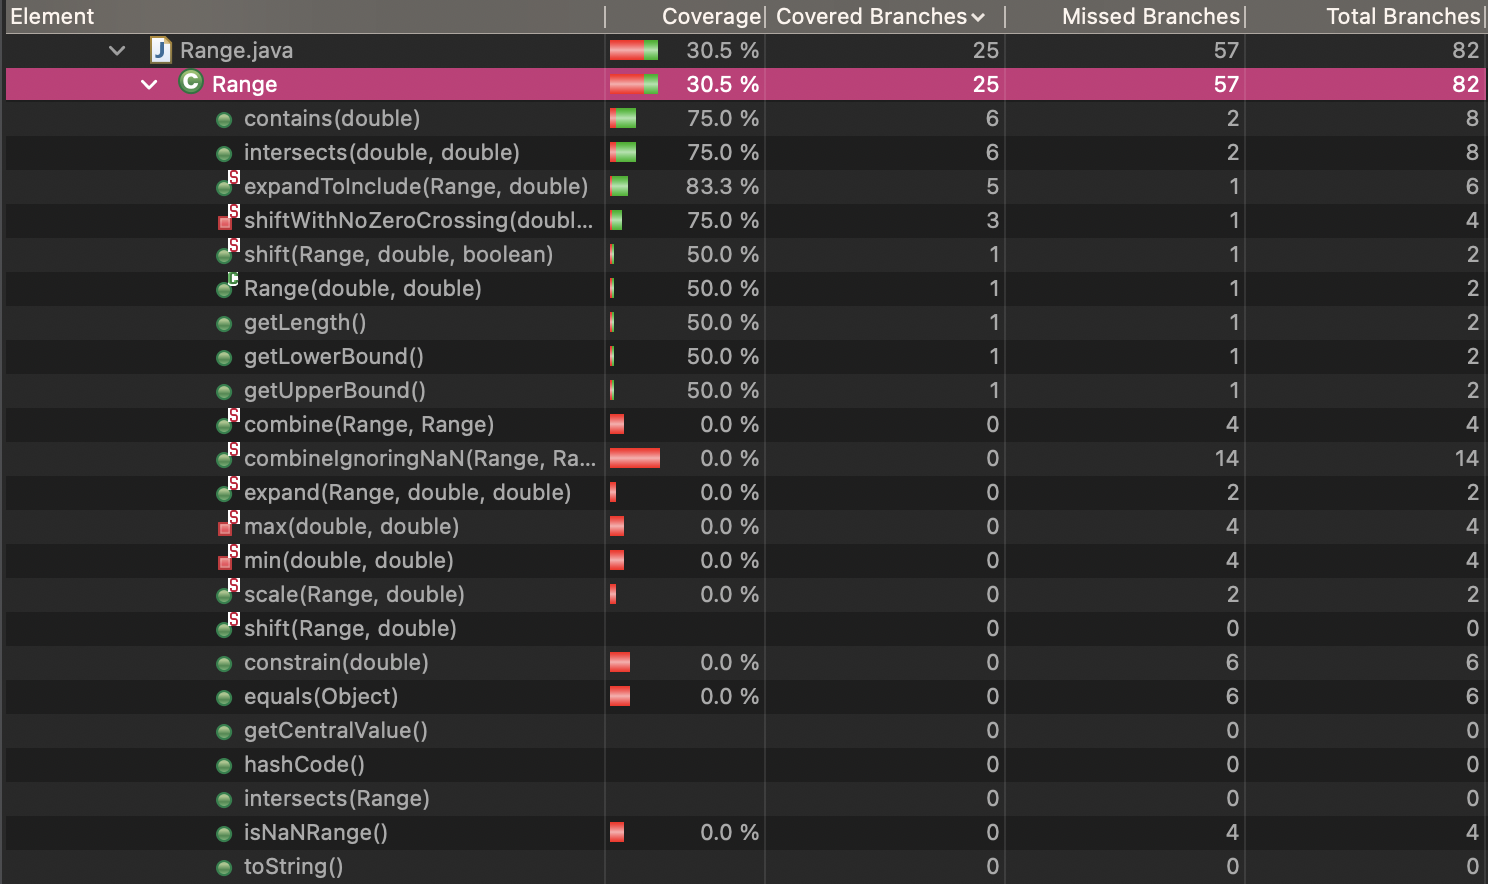 Element Coverage Covered Branches Missed Branches Total Branches
J Range.java 30.5 % 25 57 82
C Range 30.5 % 25 57 82
contains(double) 75.0 % 6 2 8
intersects(double, double) 75.0 % 6 2 8
S expandToInclude(Range, double) 83.3 % 5 1 6
S shiftWithNoZeroCrossing(doubl... 75.0 % 3 1 4
S shift(Range, double, boolean) 50.0 % 1 1 2
C Range(double, double) 50.0 % 1 1 2
getLength() 50.0 % 1 1 2
getLowerBound() 50.0 % 1 1 2
getUpperBound() 50.0 % 1 1 2
S combine(Range, Range) 0.0 % 0 4 4
S combineIgnoringNaN(Range, Ra... 0.0 % 0 14 14
S expand(Range, double, double) 0.0 % 0 2 2
S max(double, double) 0.0 % 0 4 4
S min(double, double) 0.0 % 0 4 4
S scale(Range, double) 0.0 % 0 2 2
S shift(Range, double) 0 0 0
constrain(double) 0.0 % 0 6 6
equals(Object) 0.0 % 0 6 6
getCentralValue() 0 0 0
hashCode() 0 0 0
intersects(Range) 0 0 0
isNaNRange() 0.0 % 0 4 4
toString() 0 0 0